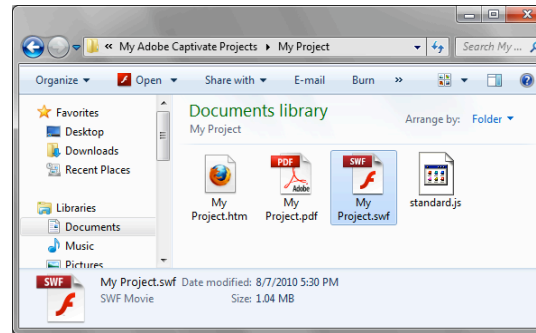 « My Adobe Captivate Projects ▸ My Project
Search My ...
Organize Open Share with E-mail Burn »
Favorites
Desktop
Downloads
Recent Places
Libraries
Documents
Music
Pictures
Documents library
My Project
Arrange by: Folder
PDF
Adobe
SWF
My
Project.htm
My
Project.pdf
My
Project.swf
standard.js
SWF
My Project.swf Date modified: 8/7/2010 5:30 PM
SWF Movie Size: 1.04 MB